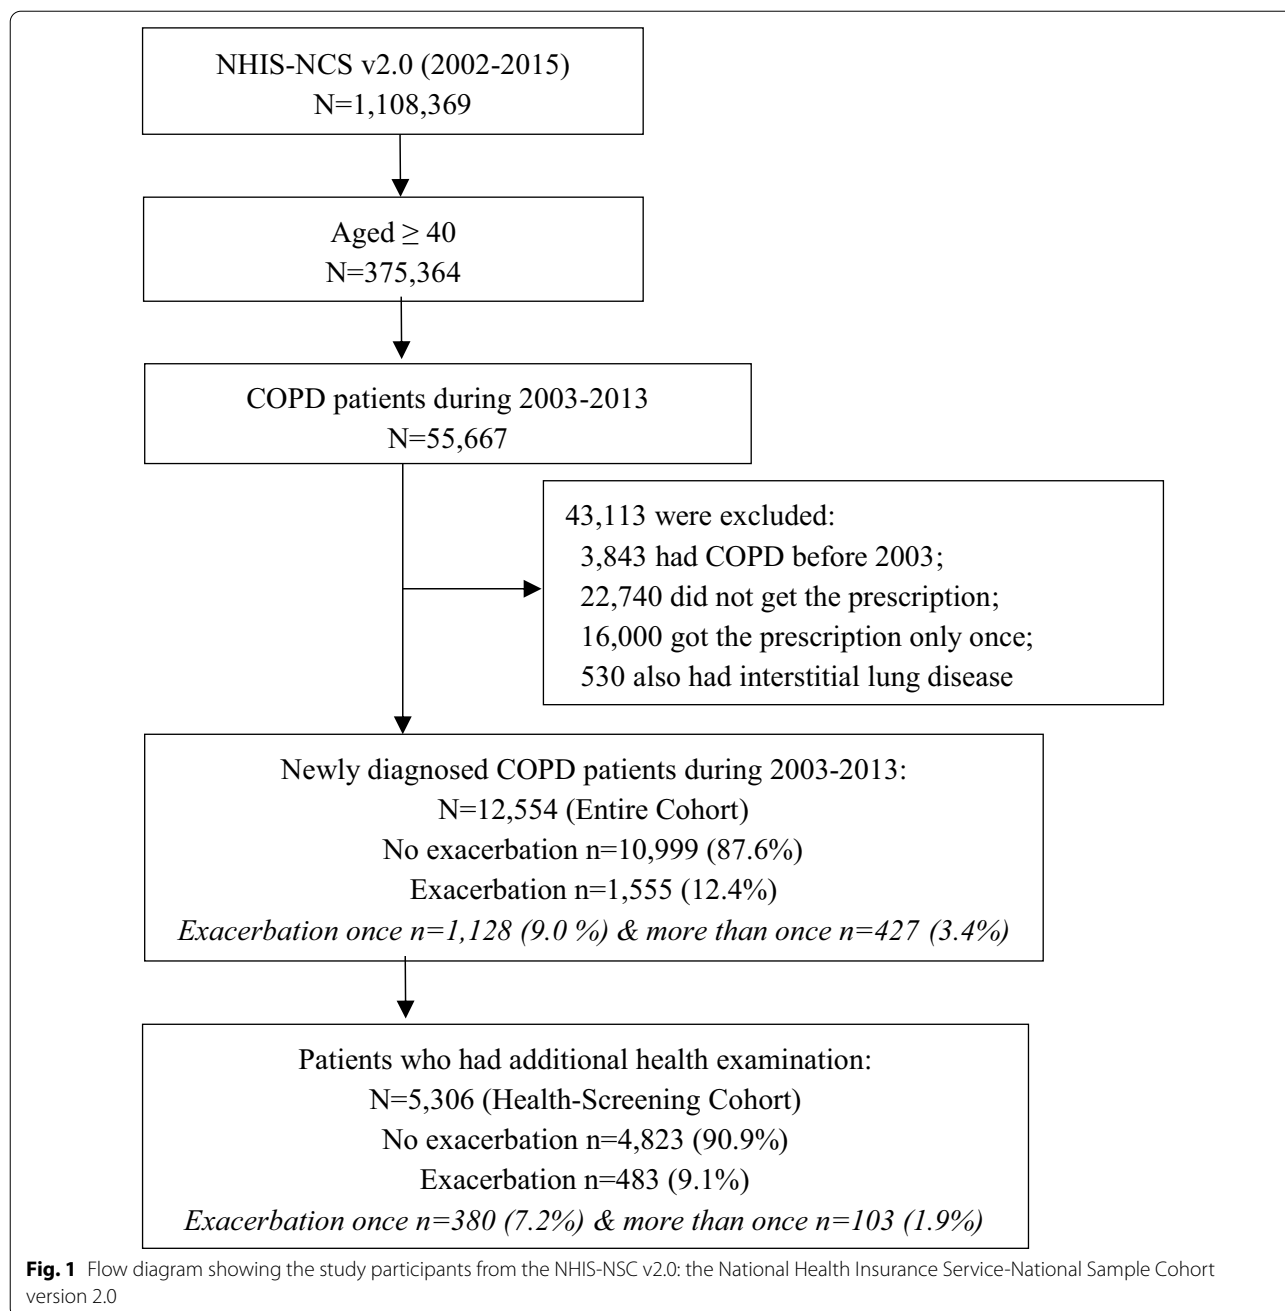 NHIS-NCS v2.0 (2002-2015)
N=1,108,369
Aged ≥ 40
N=375,364
COPD patients during 2003-2013
N=55,667
43,113 were excluded:
3,843 had COPD before 2003;
22,740 did not get the prescription;
16,000 got the prescription only once;
530 also had interstitial lung disease
Newly diagnosed COPD patients during 2003-2013:
N=12,554 (Entire Cohort)
No exacerbation n=10,999 (87.6%)
Exacerbation n=1,555 (12.4%)
Exacerbation once n=1,128 (9.0 %) & more than once n=427 (3.4%)
Patients who had additional health examination:
N=5,306 (Health-Screening Cohort)
No exacerbation n=4,823 (90.9%)
Exacerbation n=483 (9.1%)
Exacerbation once n=380 (7.2%) & more than once n=103 (1.9%)
Fig. 1 Flow diagram showing the study participants from the NHIS-NSC v2.0: the National Health Insurance Service-National Sample Cohort
version 2.0